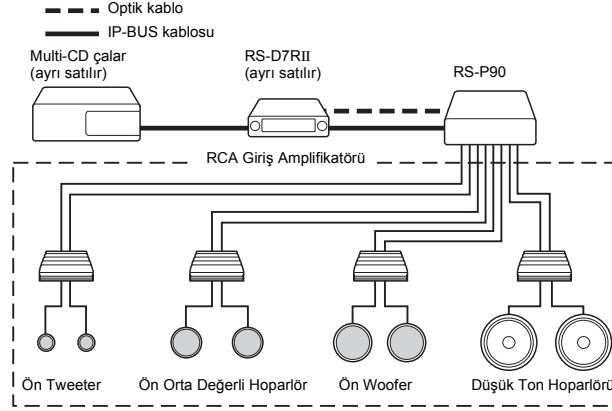 Optik kablo
IP-BUS kablosu
Multi-CD çalar
(ayrı satılır)
RS-D7RII
(ayrı satılır)
RS-P90
RCA Giriş Amplifikatörü
Ön Tweeter
Ön Orta Değerli Hoparlör
Ön Woofer
Düşük Ton Hoparlörü